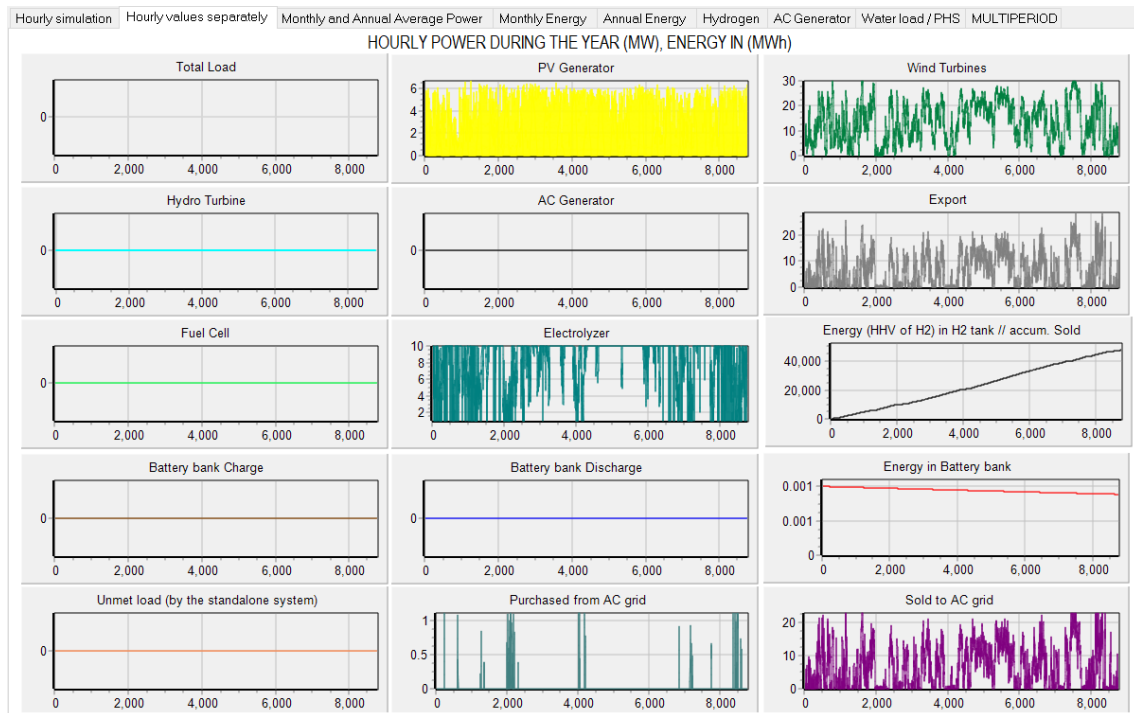 Hourly simulation Hourly values separately Monthly and Annual Average Power Monthly Energy Annual Energy Hydrogen AC Generator Water load / PHS MULTIPERIOD
HOURLY POWER DURING THE YEAR (MW), ENERGY IN (MWh)
Total Load
0
0 2,000 4,000 6,000 8,000
PV Generator
6
4
2
0
0 2,000 4,000 6,000 8,000
Wind Turbines
30
20
10
0
0 2,000 4,000 6,000 8,000
Hydro Turbine
0
0 2,000 4,000 6,000 8,000
AC Generator
0
0 2,000 4,000 6,000 8,000
Export
20
10
0
0 2,000 4,000 6,000 8,000
Fuel Cell
0
0 2,000 4,000 6,000 8,000
Electrolyzer
10
8
6
4
2
0 2,000 4,000 6,000 8,000
Energy (HHV of H2) in H2 tank // accum. Sold
40,000
20,000
0
0 2,000 4,000 6,000 8,000
Battery bank Charge
0
0 2,000 4,000 6,000 8,000
Battery bank Discharge
0
0 2,000 4,000 6,000 8,000
Energy in Battery bank
0.001
0.001
0
0 2,000 4,000 6,000 8,000
Unmet load (by the standalone system)
0
0 2,000 4,000 6,000 8,000
Purchased from AC grid
1
0.5
0
0 2,000 4,000 6,000 8,000
Sold to AC grid
20
10
0
0 2,000 4,000 6,000 8,000